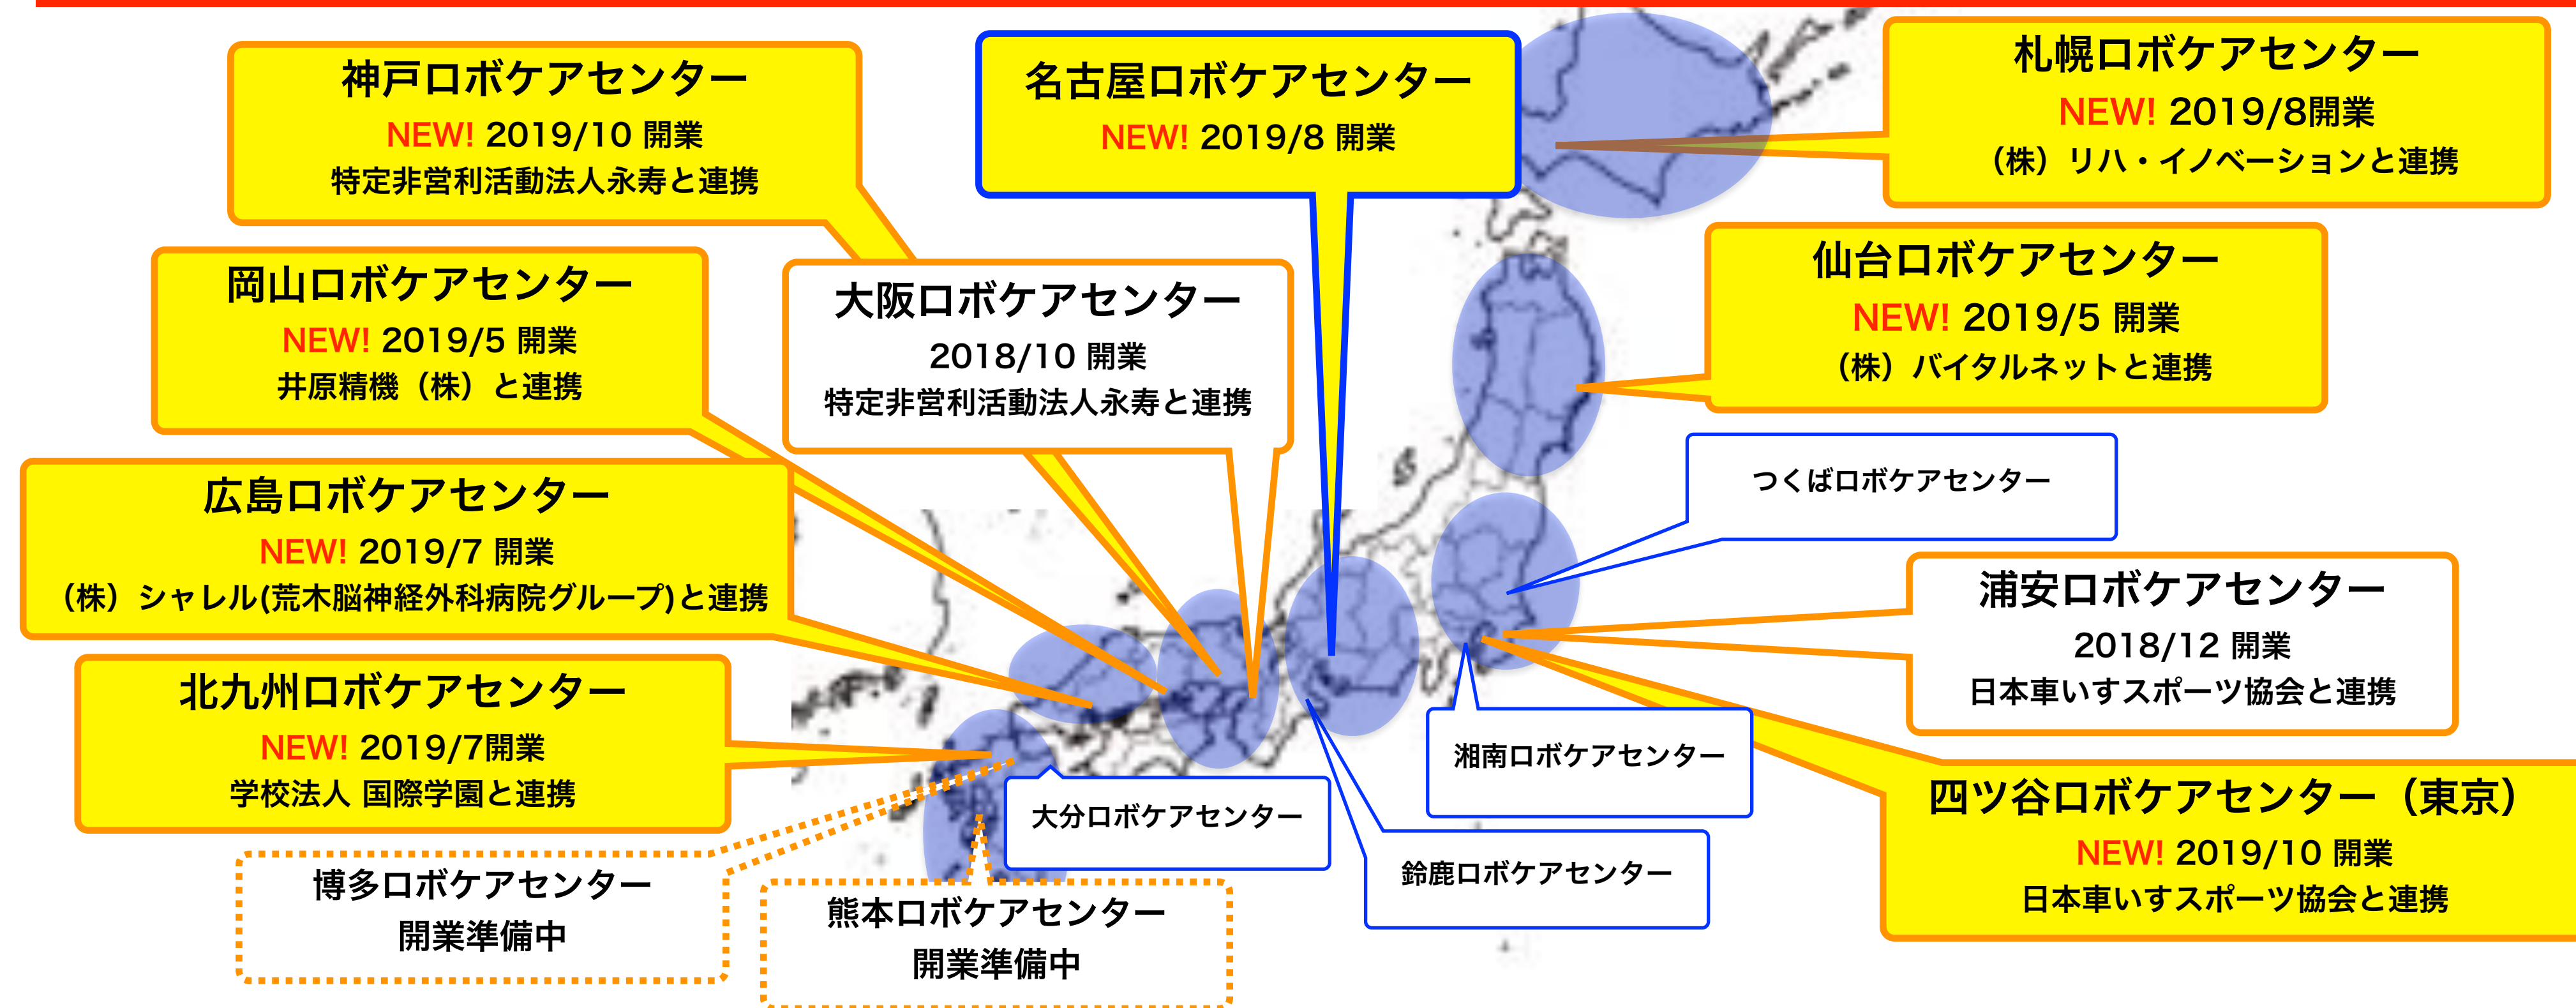 神戸ロボケアセンター
NEW! 2019/10 開業
特定非営利活動法人永寿と連携
名古屋ロボケアセンター
NEW! 2019/8 開業
札幌ロボケアセンター
NEW! 2019/8開業
（株）リハ・イノベーションと連携
岡山ロボケアセンター
NEW! 2019/5 開業
井原精機（株）と連携
大阪ロボケアセンター
2018/10 開業
特定非営利活動法人永寿と連携
仙台ロボケアセンター
NEW! 2019/5 開業
（株）バイタルネットと連携
広島ロボケアセンター
NEW! 2019/7 開業
（株）シャレル(荒木脳神経外科病院グループ)と連携
つくばロボケアセンター
浦安ロボケアセンター
2018/12 開業
日本車いすスポーツ協会と連携
北九州ロボケアセンター
NEW! 2019/7開業
学校法人 国際学園と連携
湘南ロボケアセンター
四ツ谷ロボケアセンター（東京）
NEW! 2019/10 開業
日本車いすスポーツ協会と連携
大分ロボケアセンター
鈴鹿ロボケアセンター
博多ロボケアセンター
開業準備中
熊本ロボケアセンター
開業準備中